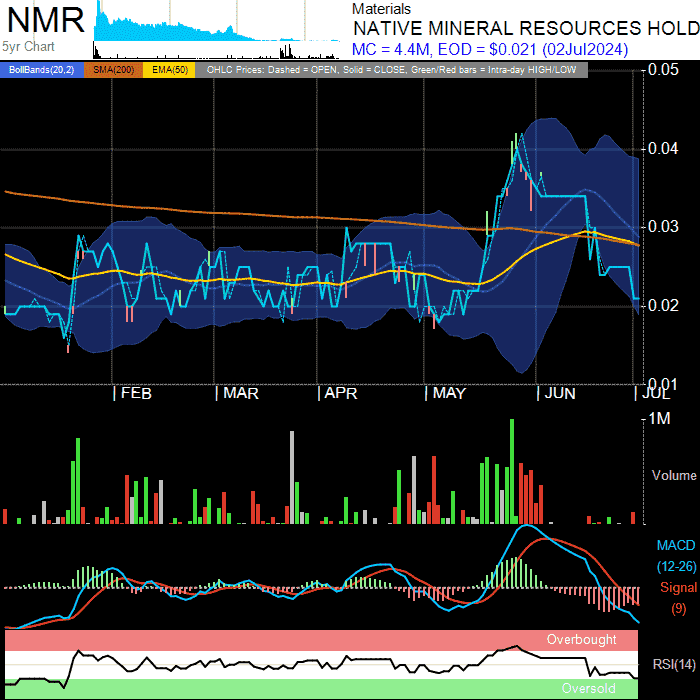 NMR
5yr Chart
Materials
NATIVE MINERAL RESOURCES HOLD
MC = 4.4M, EOD = $0.021 (02Jul2024)
BollBands(20,2) SMA(200) EMA(50) OHLC Prices: Dashed = OPEN, Solid = CLOSE, Green/Red bars = Intra-day HIGH/LOW
0.05
0.04
0.03
0.02
0.01
FEB MAR APR MAY JUN JUL
1M
Volume
MACD
(12-26)
Signal
(9)
Overbought
RSI(14)
Oversold